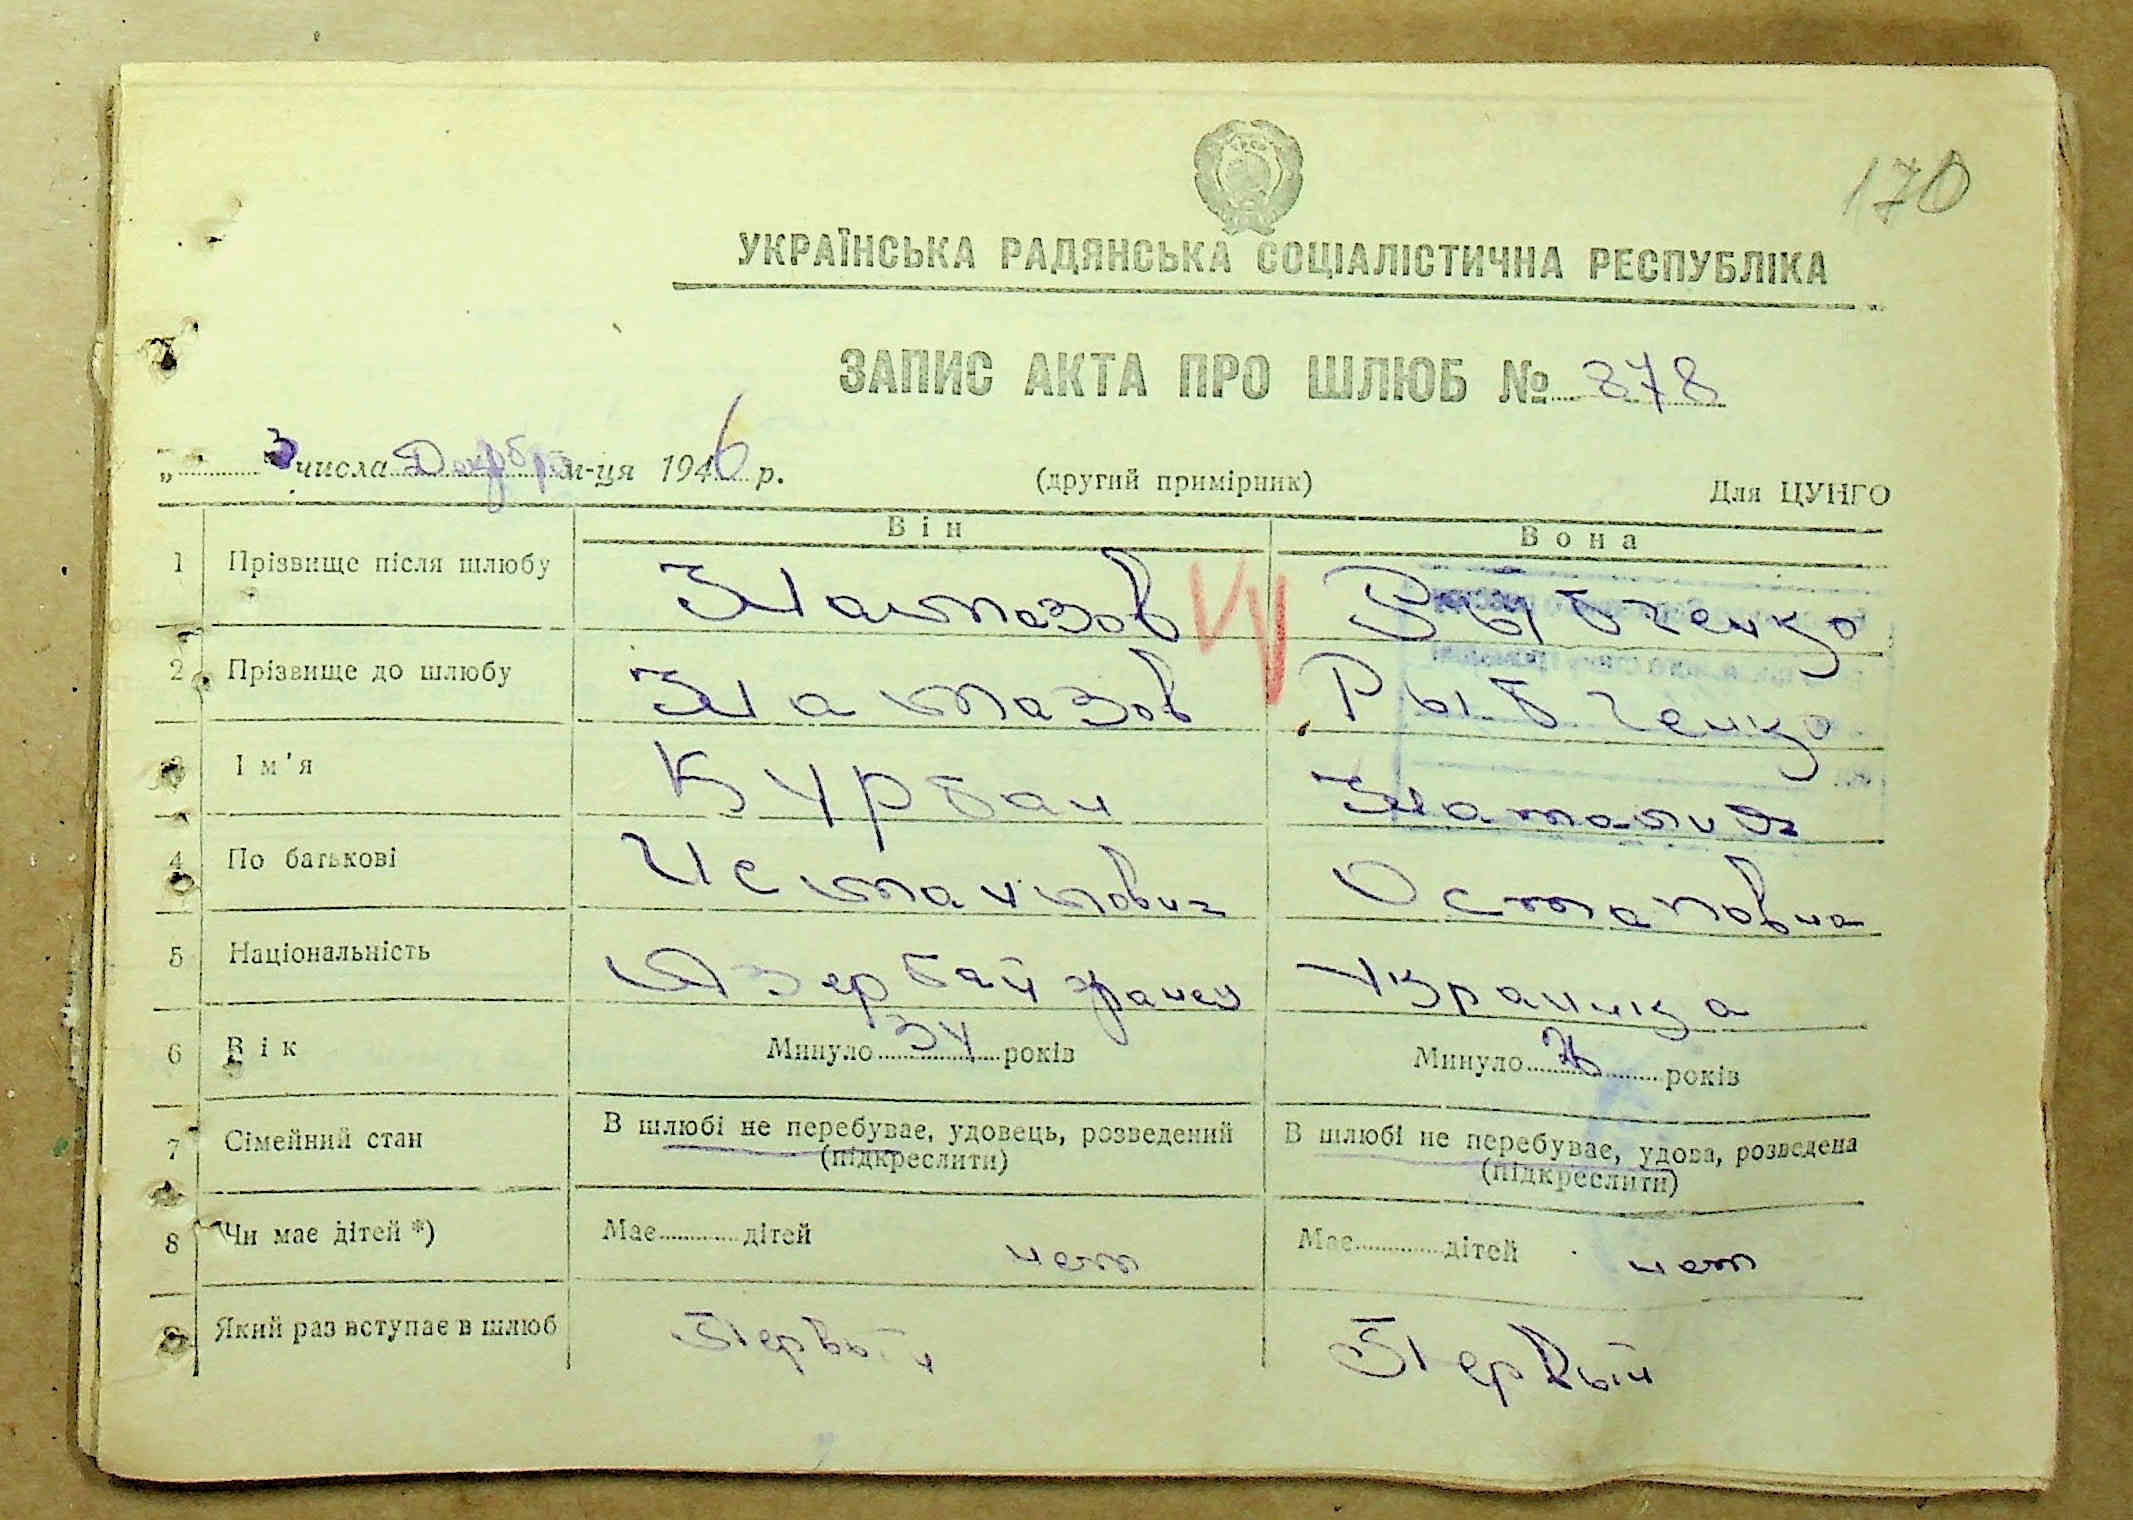 170
УКРАЇНСЬКА РАДЯНСЬКА СОЦІАЛІСТИЧНА РЕСПУБЛІКА
ЗАПИС АКТА ПРО ШЛЮБ № 878
„ 3 числа Декабря м-ця 1946 р. (другий примірник) Для ЦУНГО
Він Вона
1 Прізвище після шлюбу Намазов Рыбченко
2 Прізвище до шлюбу Намазов Рыбченко
3 Ім'я Курбан Наталия
4 По батькові Остаповна
5 Національність Азербайджанец Украинка
6 Вік Минуло 34 років Минуло років
7 Сімейний стан В шлюбі не перебуває, удовець, розведений (підкреслити) В шлюбі не перебуває, удова, розведена (підкреслити)
8 Чи має дітей *) Має дітей нет Має дітей нет
9 Який раз вступає в шлюб Первый Первый